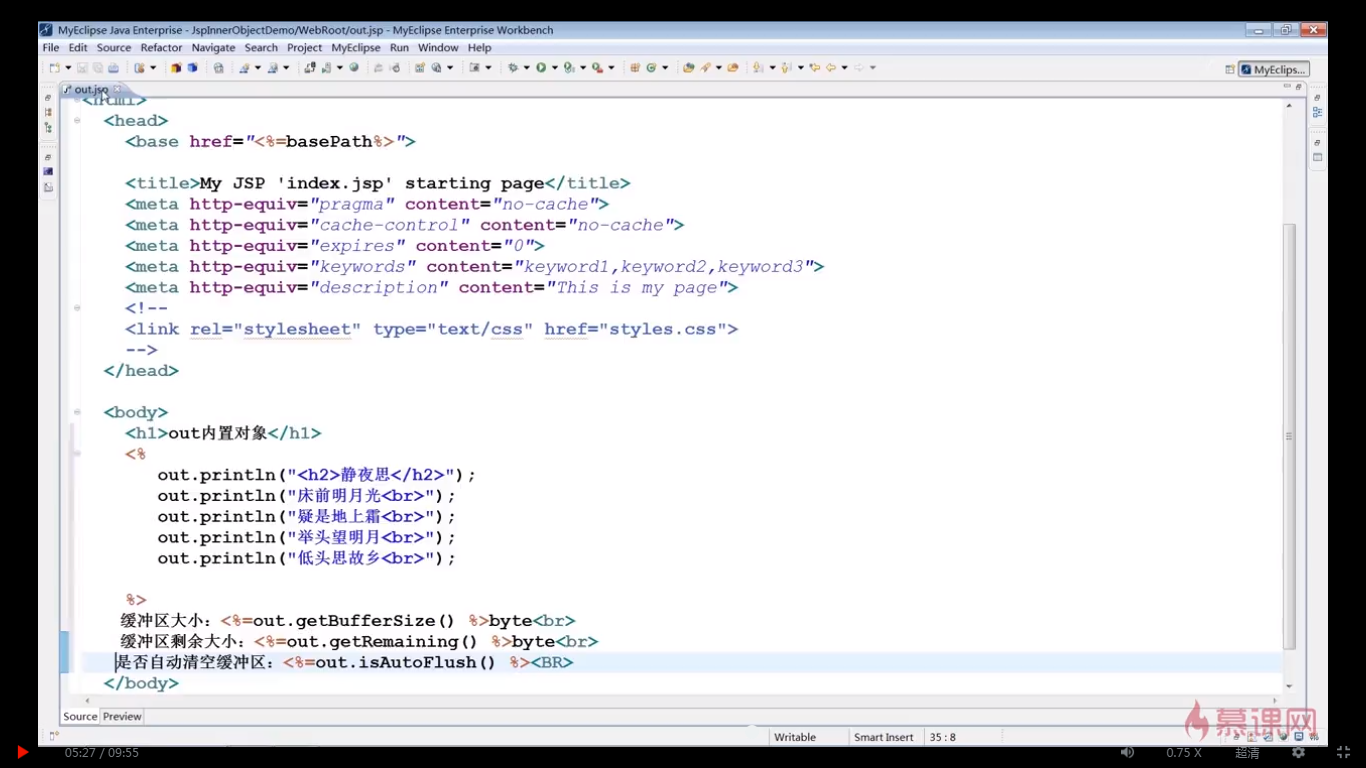 MyEclipse Java Enterprise - JspInnerObjectDemo/WebRoot/out.jsp - MyEclipse Enterprise Workbench
File Edit Source Refactor Navigate Search Project MyEclipse Run Window Help
MyEclips...
out.jsp
<html>
<head>
<base href="<%=basePath%>">
<title>My JSP 'index.jsp' starting page</title>
<meta http-equiv="pragma" content="no-cache">
<meta http-equiv="cache-control" content="no-cache">
<meta http-equiv="expires" content="0">
<meta http-equiv="keywords" content="keyword1,keyword2,keyword3">
<meta http-equiv="description" content="This is my page">
<!--
<link rel="stylesheet" type="text/css" href="styles.css">
-->
</head>
<body>
<h1>out内置对象</h1>
<%
out.println("<h2>静夜思</h2>");
out.println("床前明月光<br>");
out.println("疑是地上霜<br>");
out.println("举头望明月<br>");
out.println("低头思故乡<br>");
%>
缓冲区大小：<%=out.getBufferSize() %>byte<br>
缓冲区剩余大小：<%=out.getRemaining() %>byte<br>
是否自动清空缓冲区：<%=out.isAutoFlush() %><BR>
</body>
Source Preview
慕课网
Writable Smart Insert 35 : 8
05:27 / 09:55 0.75 X 超清